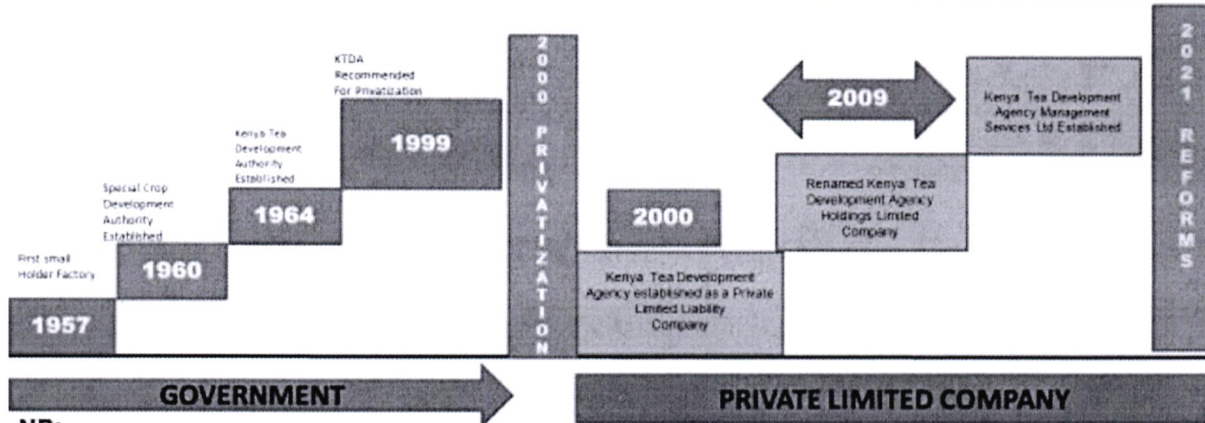 First small
Holder Factory
1957
Special Crop
Development
Authority
Established
1960
Kenya Tea
Development
Authority
Established
1964
KTDA
Recommended
For Privatization
1999
2000 PRIVATIZATION
2000
Kenya Tea Development
Agency established as a Private
Limited Liability
Company
2009
Renamed Kenya Tea
Development Agency
Holdings Limited
Company
Kenya Tea Development
Agency Management
Services Ltd Established
2021 REFORMS
GOVERNMENT
PRIVATE LIMITED COMPANY